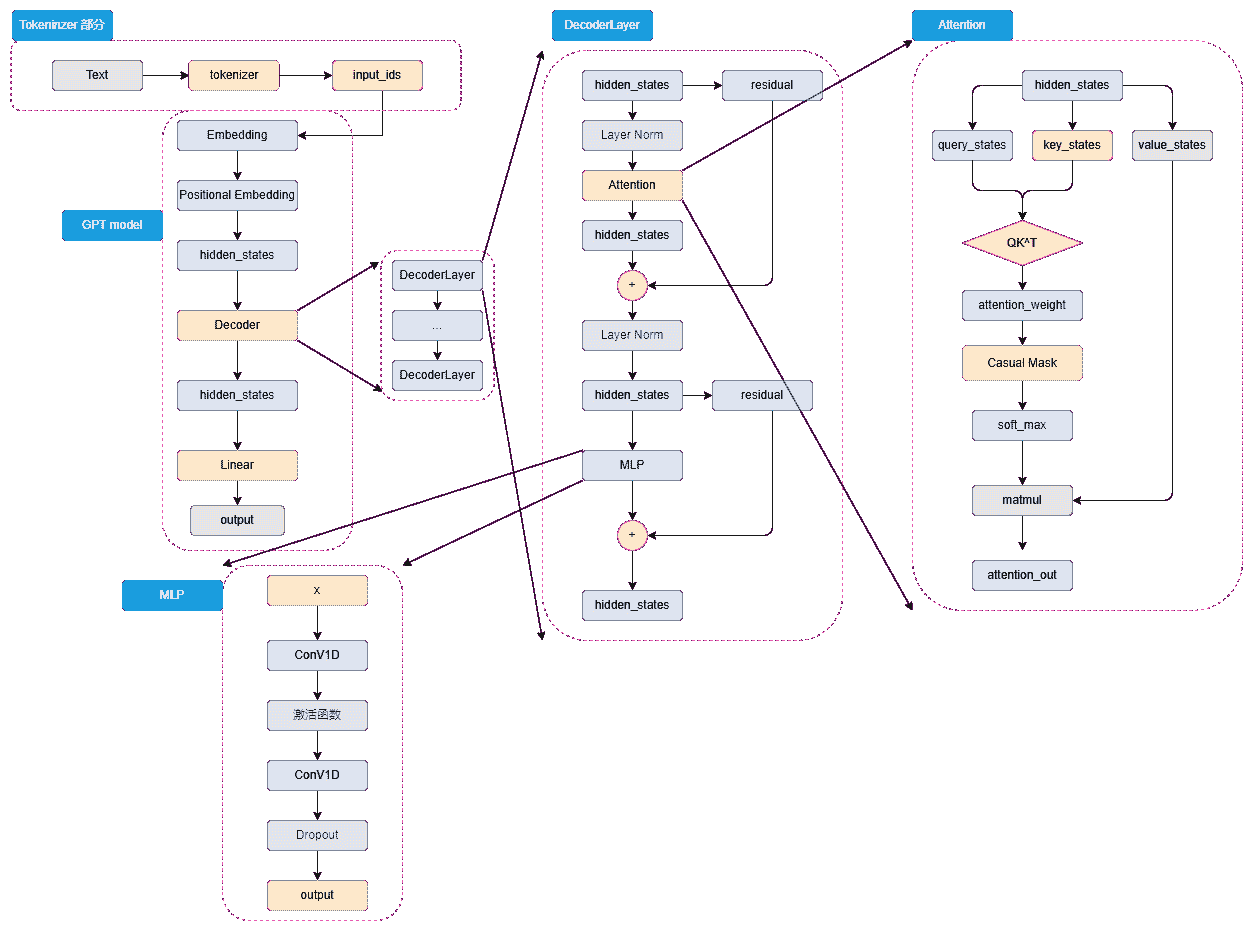 Tokeninzer 部分
Text
tokenizer
input_ids
GPT model
Embedding
Positional Embedding
hidden_states
Decoder
hidden_states
Linear
output
DecoderLayer
...
DecoderLayer
DecoderLayer
hidden_states
residual
Layer Norm
Attention
hidden_states
+
Layer Norm
hidden_states
residual
MLP
+
hidden_states
Attention
hidden_states
query_states
key_states
value_states
QK^T
attention_weight
Casual Mask
soft_max
matmul
attention_out
MLP
x
ConV1D
激活函数
ConV1D
Dropout
output